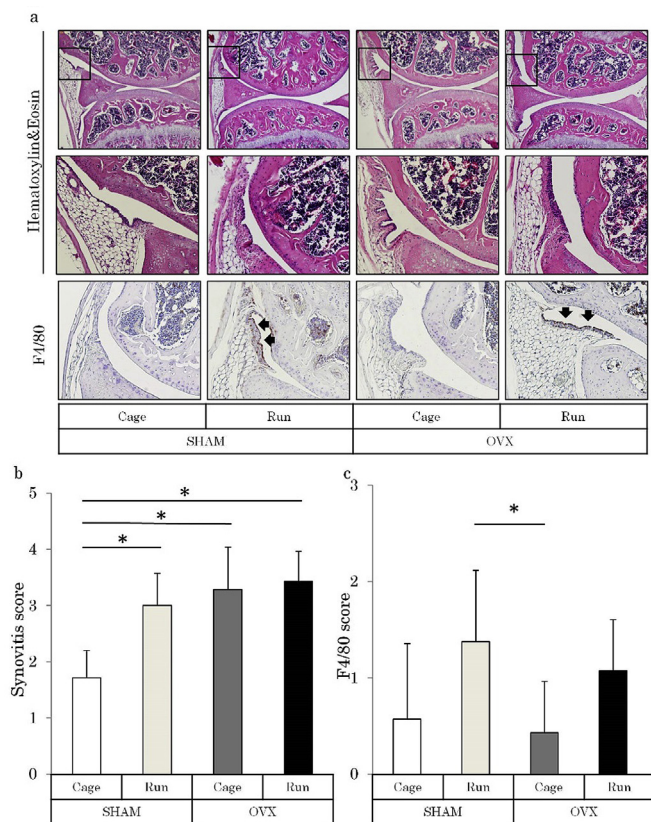 a
Hematoxylin&Eosin
F4/80
Cage Run Cage Run
SHAM OVX
b
Synovitis score
5
4
3
2
1
0
*
*
*
Cage Run Cage Run
SHAM OVX
c
F4/80 score
3
2
1
0
*
Cage Run Cage Run
SHAM OVX